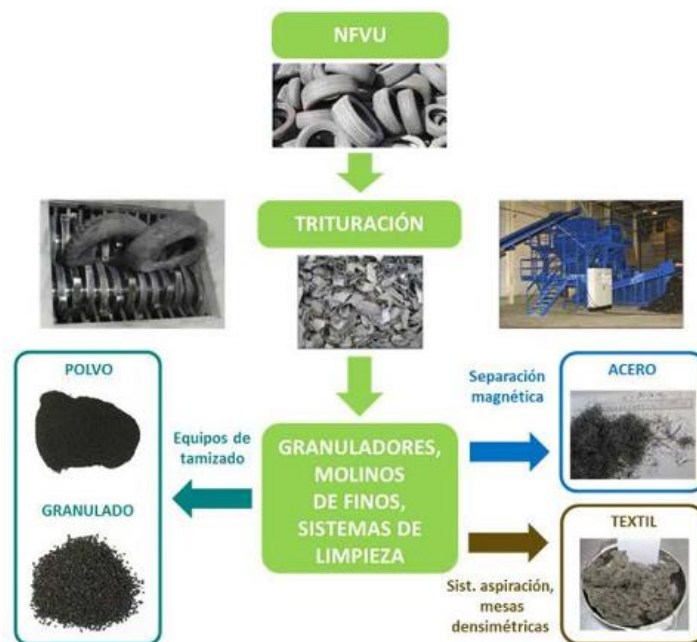 NFVU
TRITURACIÓN
POLVO
GRANULADO
Equipos de
tamizado
GRANULADORES,
MOLINOS
DE FINOS,
SISTEMAS DE
LIMPIEZA
Separación
magnética
ACERO
Sist. aspiración,
mesas
densimétricas
TEXTIL